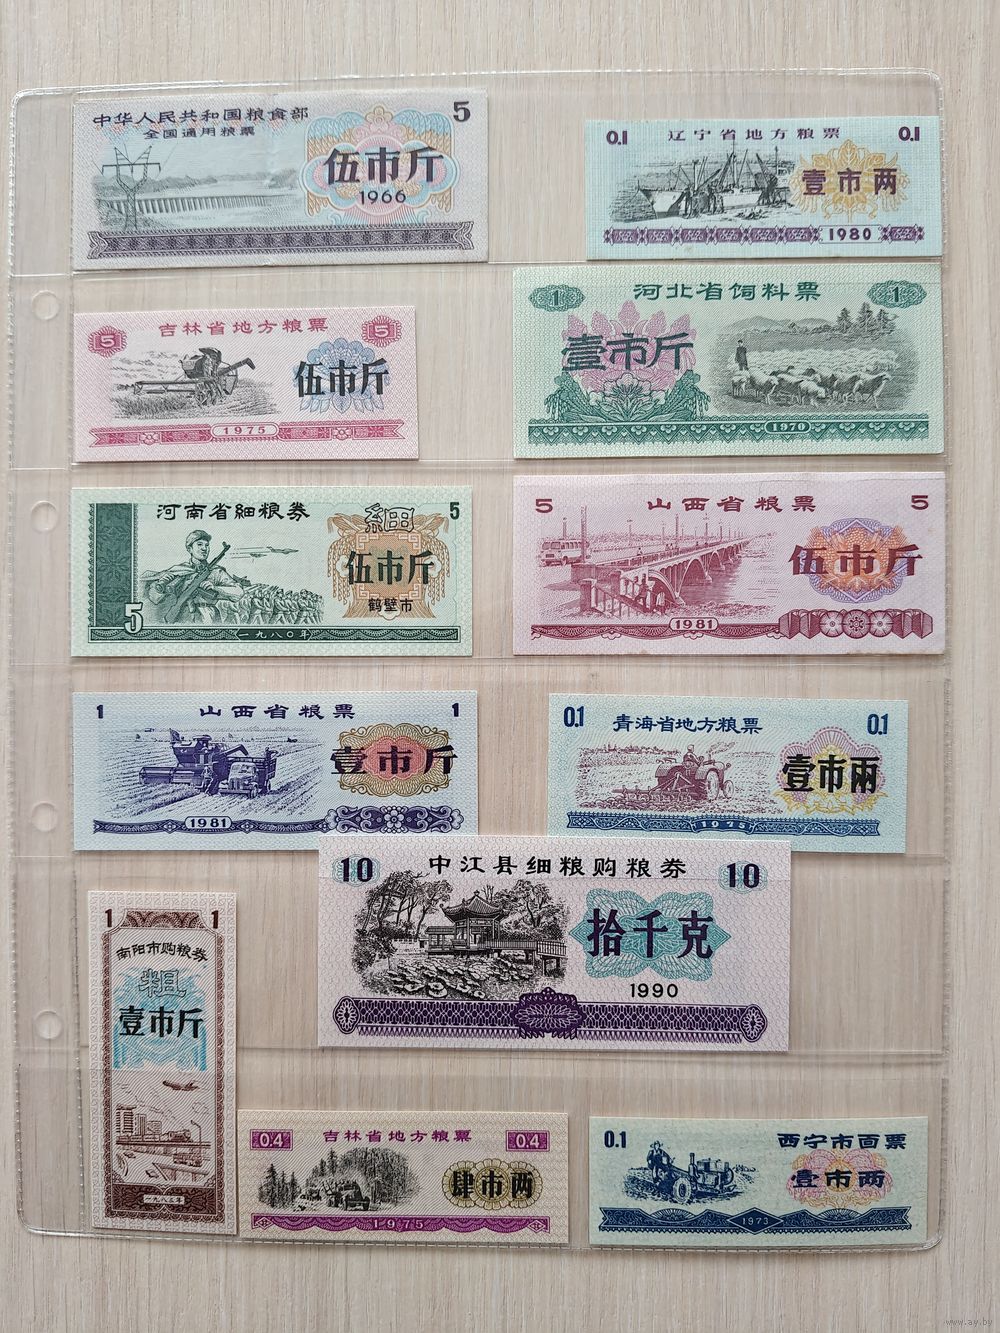 中华人民共和国粮食部
全国通用粮票
5
伍市斤
1966
0.1 辽宁省地方粮票 0.1
壹市两
1980
5 吉林省地方粮票 5
伍市斤
1975
1 河北省饲料票 1
壹市斤
1970
河南省細粮券
細 5
伍市斤
鹤壁市
5
一九八〇年
5 山西省粮票 5
伍市斤
1981
1 山西省粮票 1
壹市斤
1981
0.1 青海省地方粮票 0.1
壹市兩
1975
10 中江县细粮购粮券 10
拾千克
1990
1 1
南阳市购粮券
粗
壹市斤
0.4 吉林省地方粮票 0.4
肆市两
1975
0.1 西宁市面票
壹市两
1973
www.ay.by